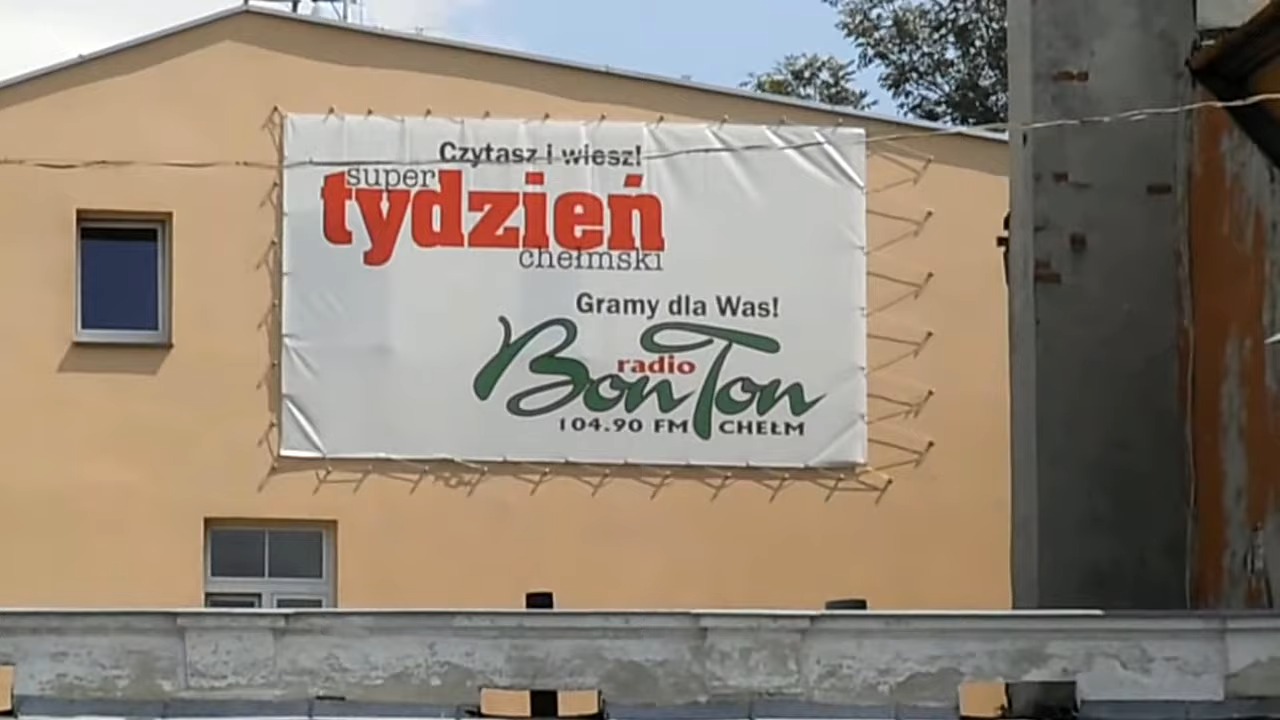 Czytasz i wiesz!
super
tydzień
chełmski
Gramy dla Was!
radio
BonTon
104.90 FM CHEŁM